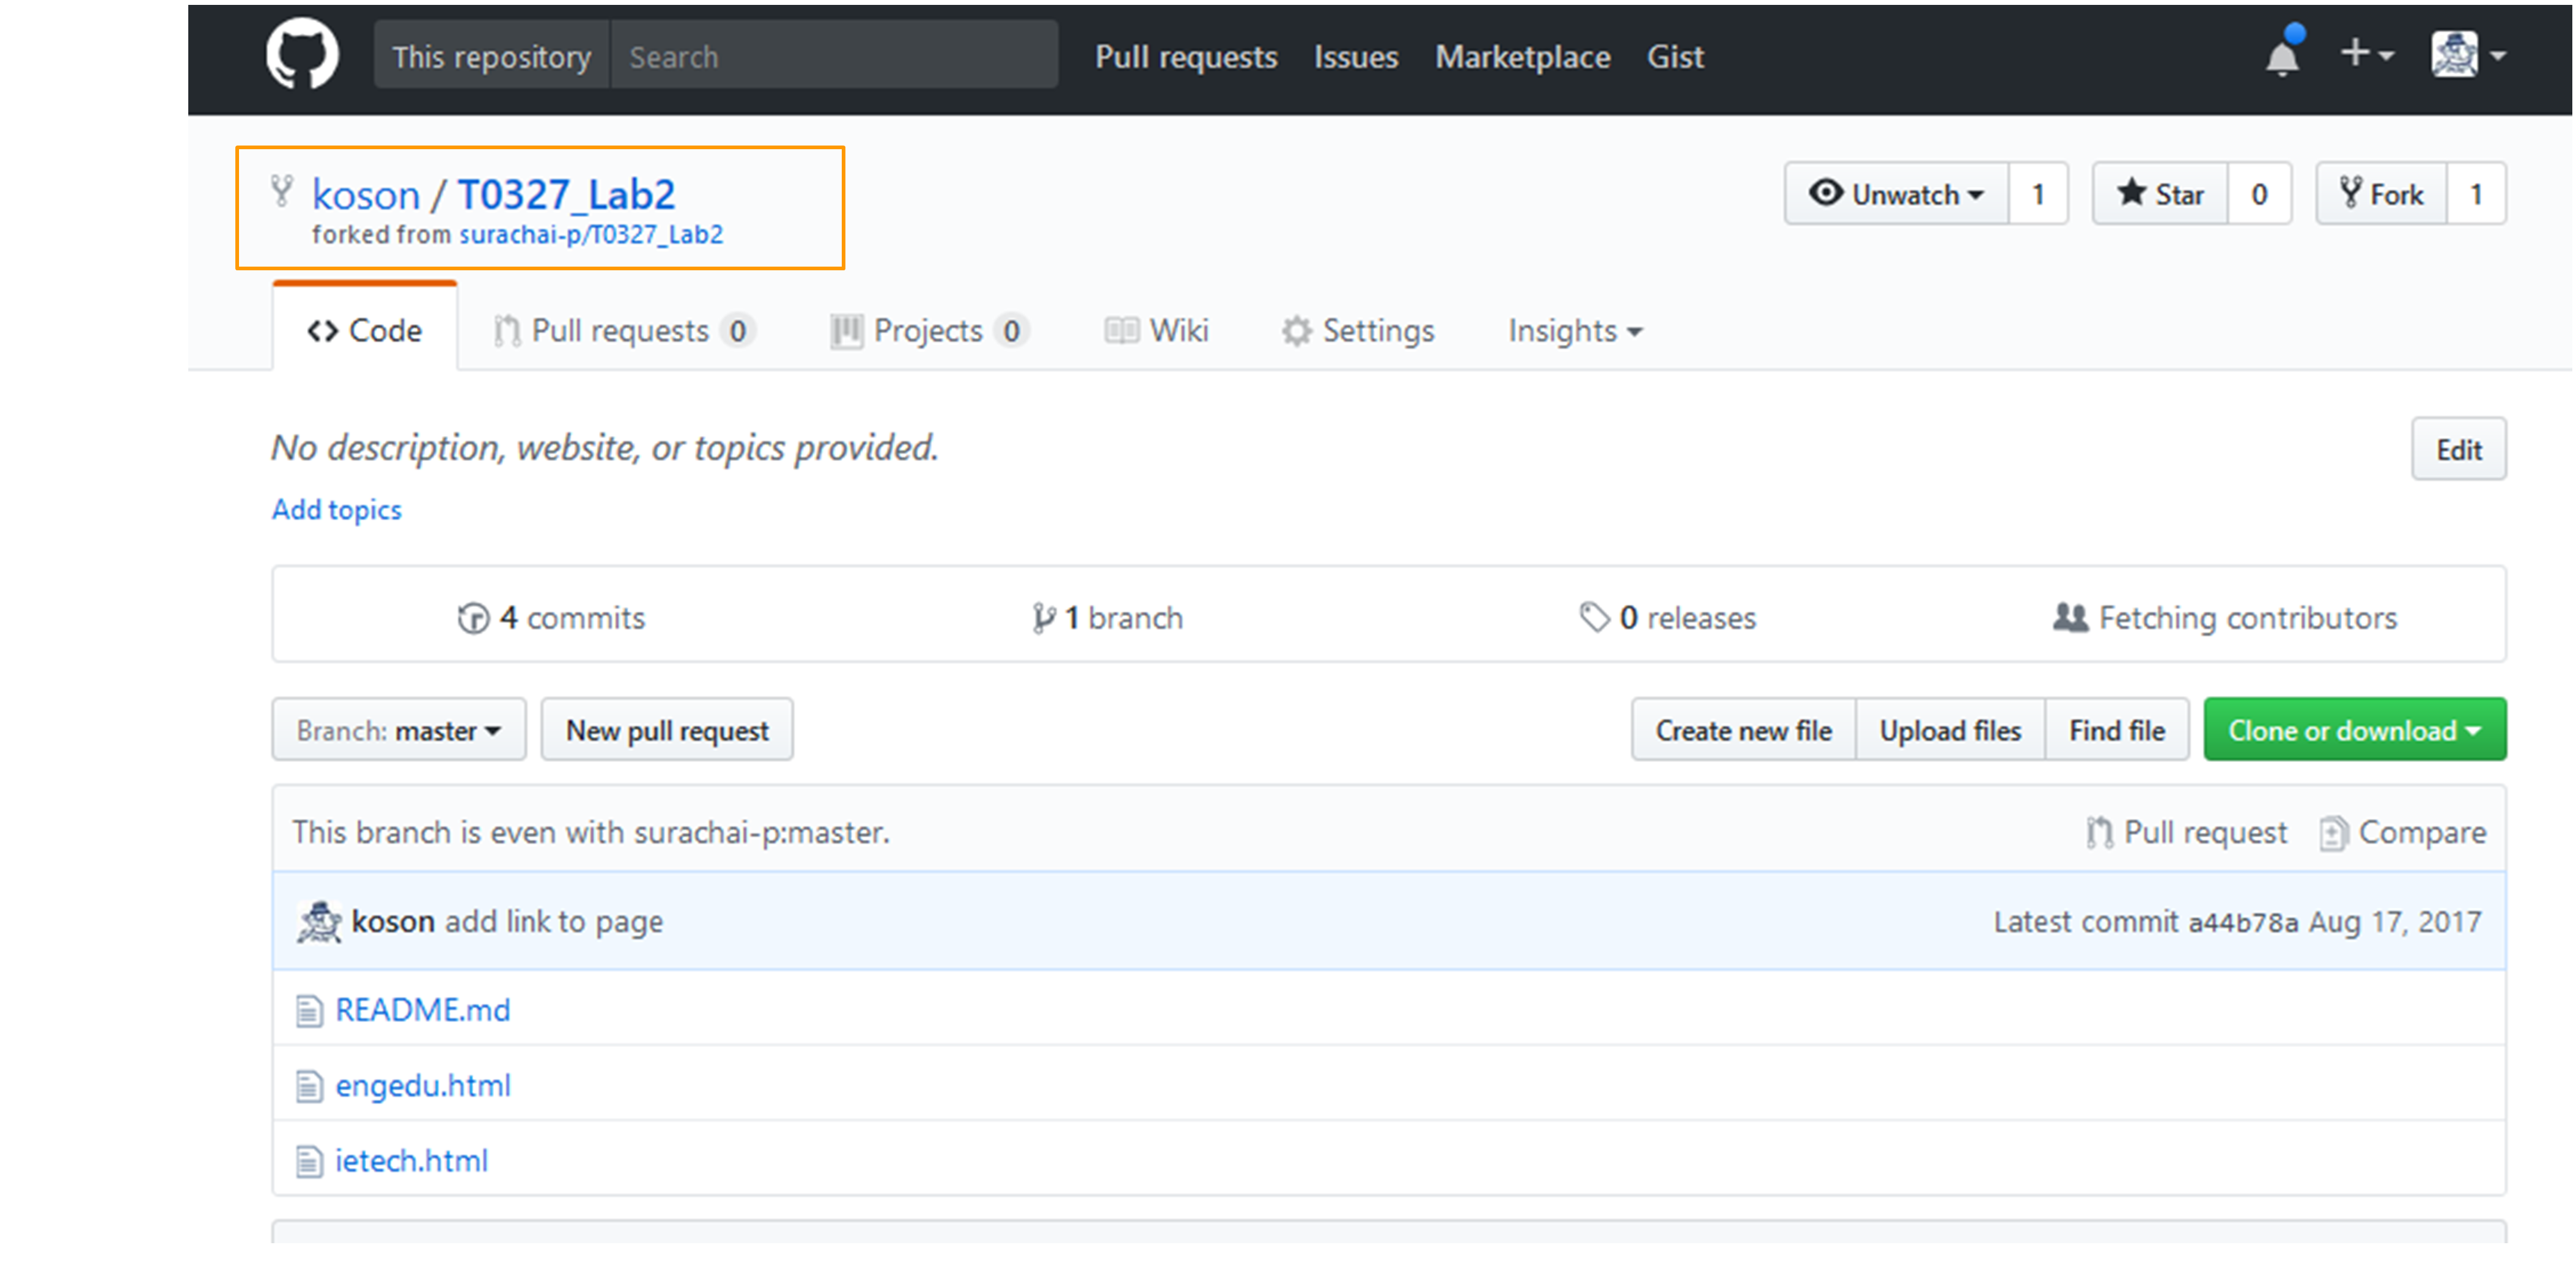 This repository Search Pull requests Issues Marketplace Gist
koson / T0327_Lab2 Unwatch 1 Star 0 Fork 1
forked from surachai-p/T0327_Lab2
Code Pull requests 0 Projects 0 Wiki Settings Insights
No description, website, or topics provided. Edit
Add topics
4 commits 1 branch 0 releases Fetching contributors
Branch: master New pull request Create new file Upload files Find file Clone or download
This branch is even with surachai-p:master. Pull request Compare
koson add link to page Latest commit a44b78a Aug 17, 2017
README.md
engedu.html
ietech.html